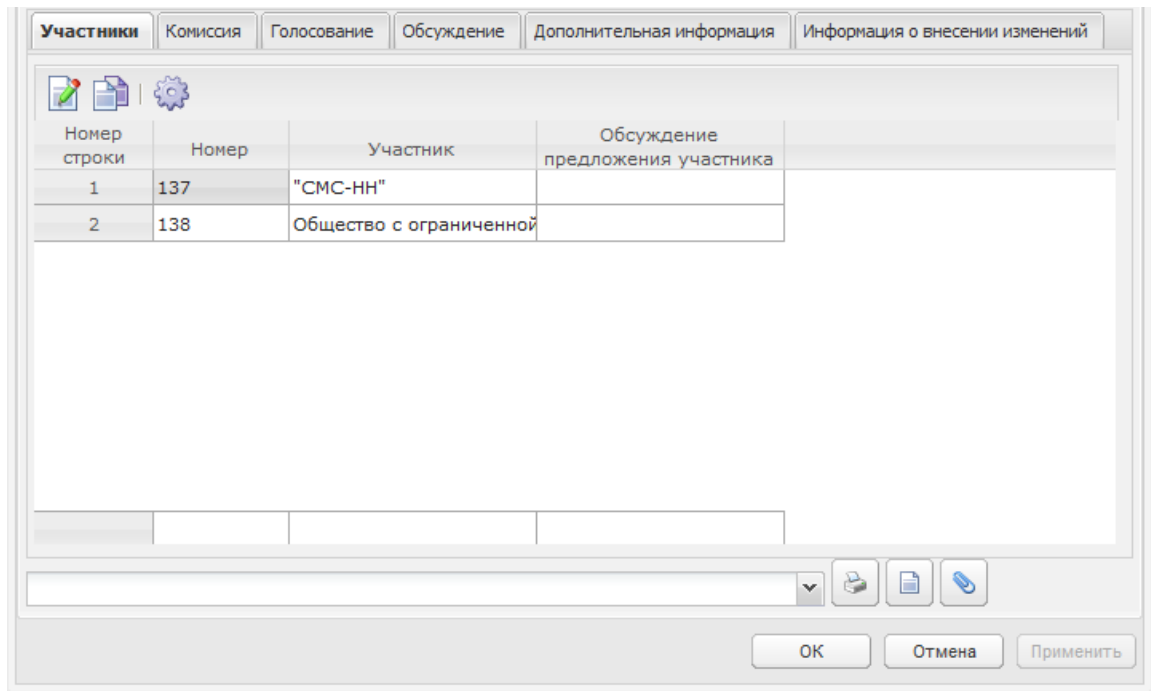 Участники Комиссия Голосование Обсуждение Дополнительная информация Информация о внесении изменений
Номер строки Номер Участник Обсуждение предложения участника
1 137 "СМС-НН"
2 138 Общество с ограниченной
ОК Отмена Применить